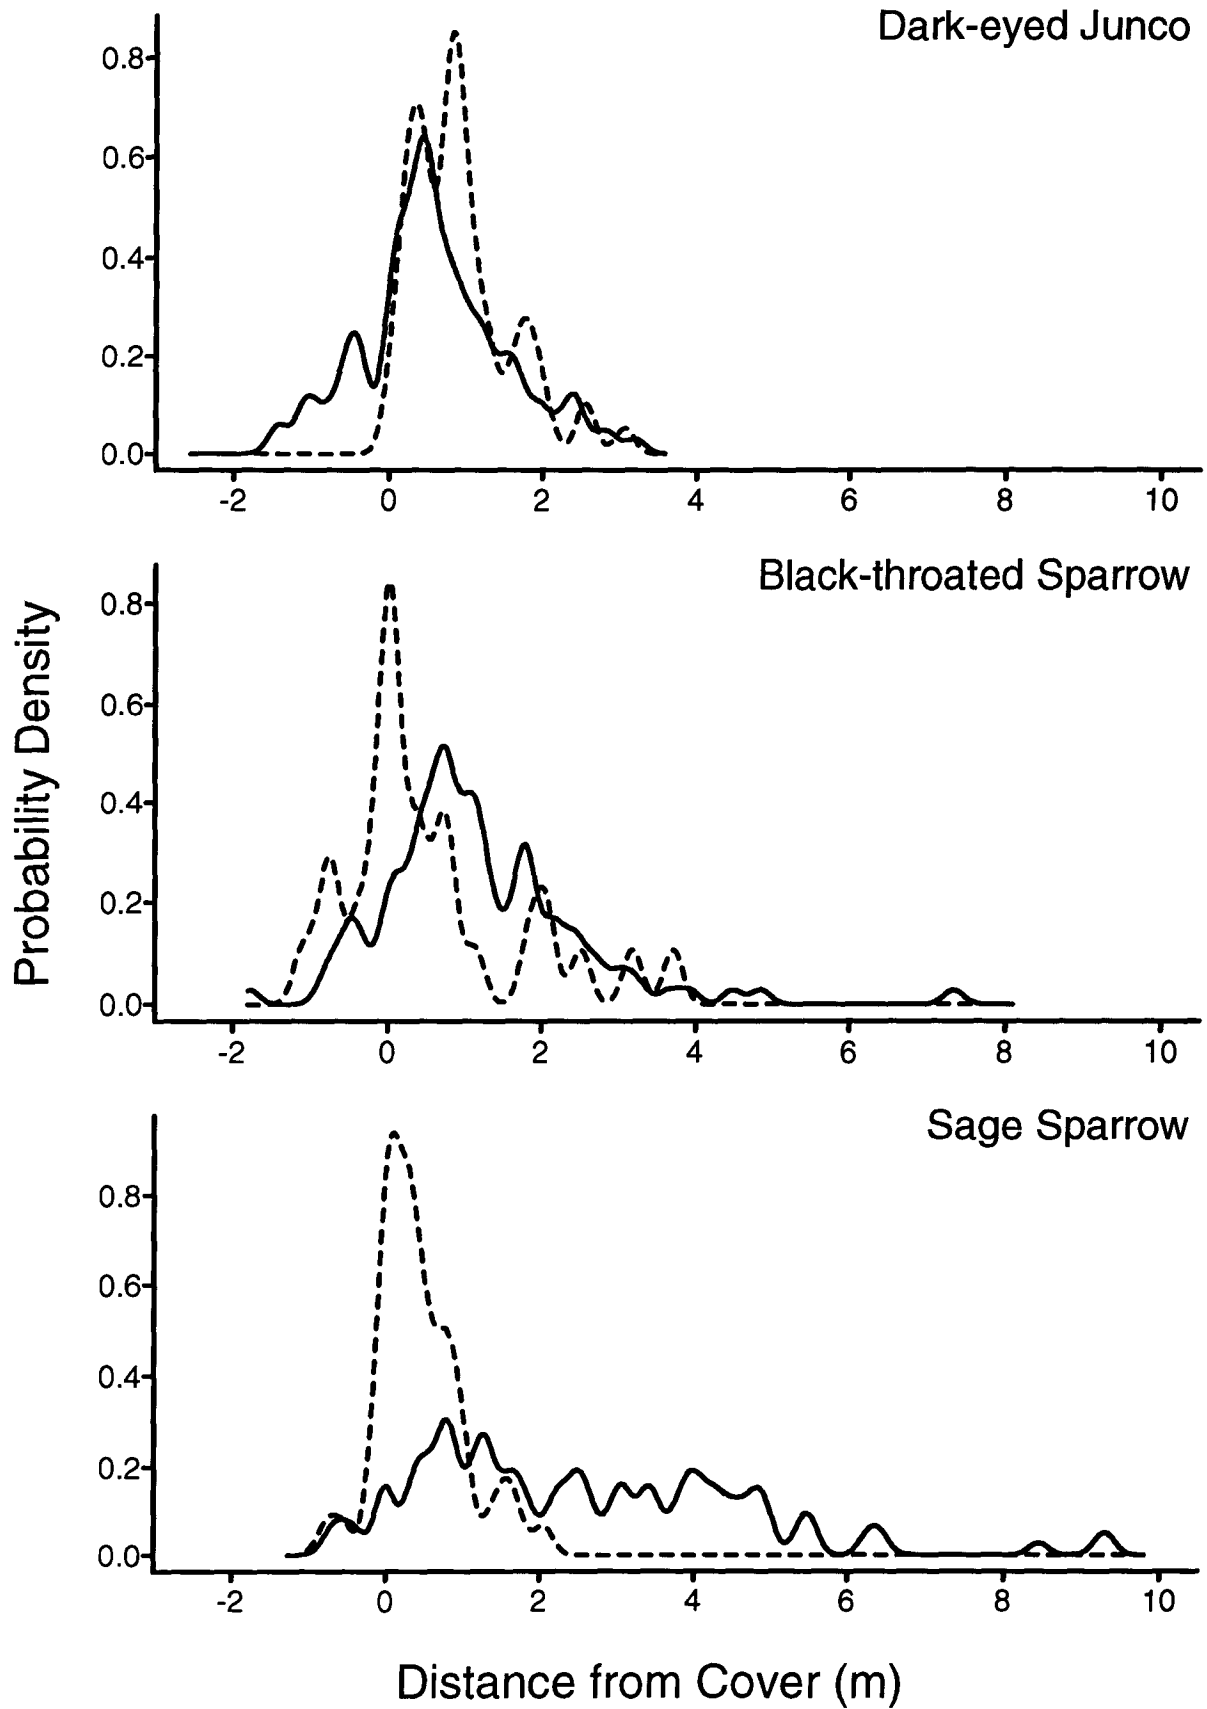 Dark-eyed Junco
0.8
0.6
0.4
0.2
0.0
-2 0 2 4 6 8 10
Black-throated Sparrow
0.8
0.6
0.4
0.2
0.0
-2 0 2 4 6 8 10
Probability Density
Sage Sparrow
0.8
0.6
0.4
0.2
0.0
-2 0 2 4 6 8 10
Distance from Cover (m)